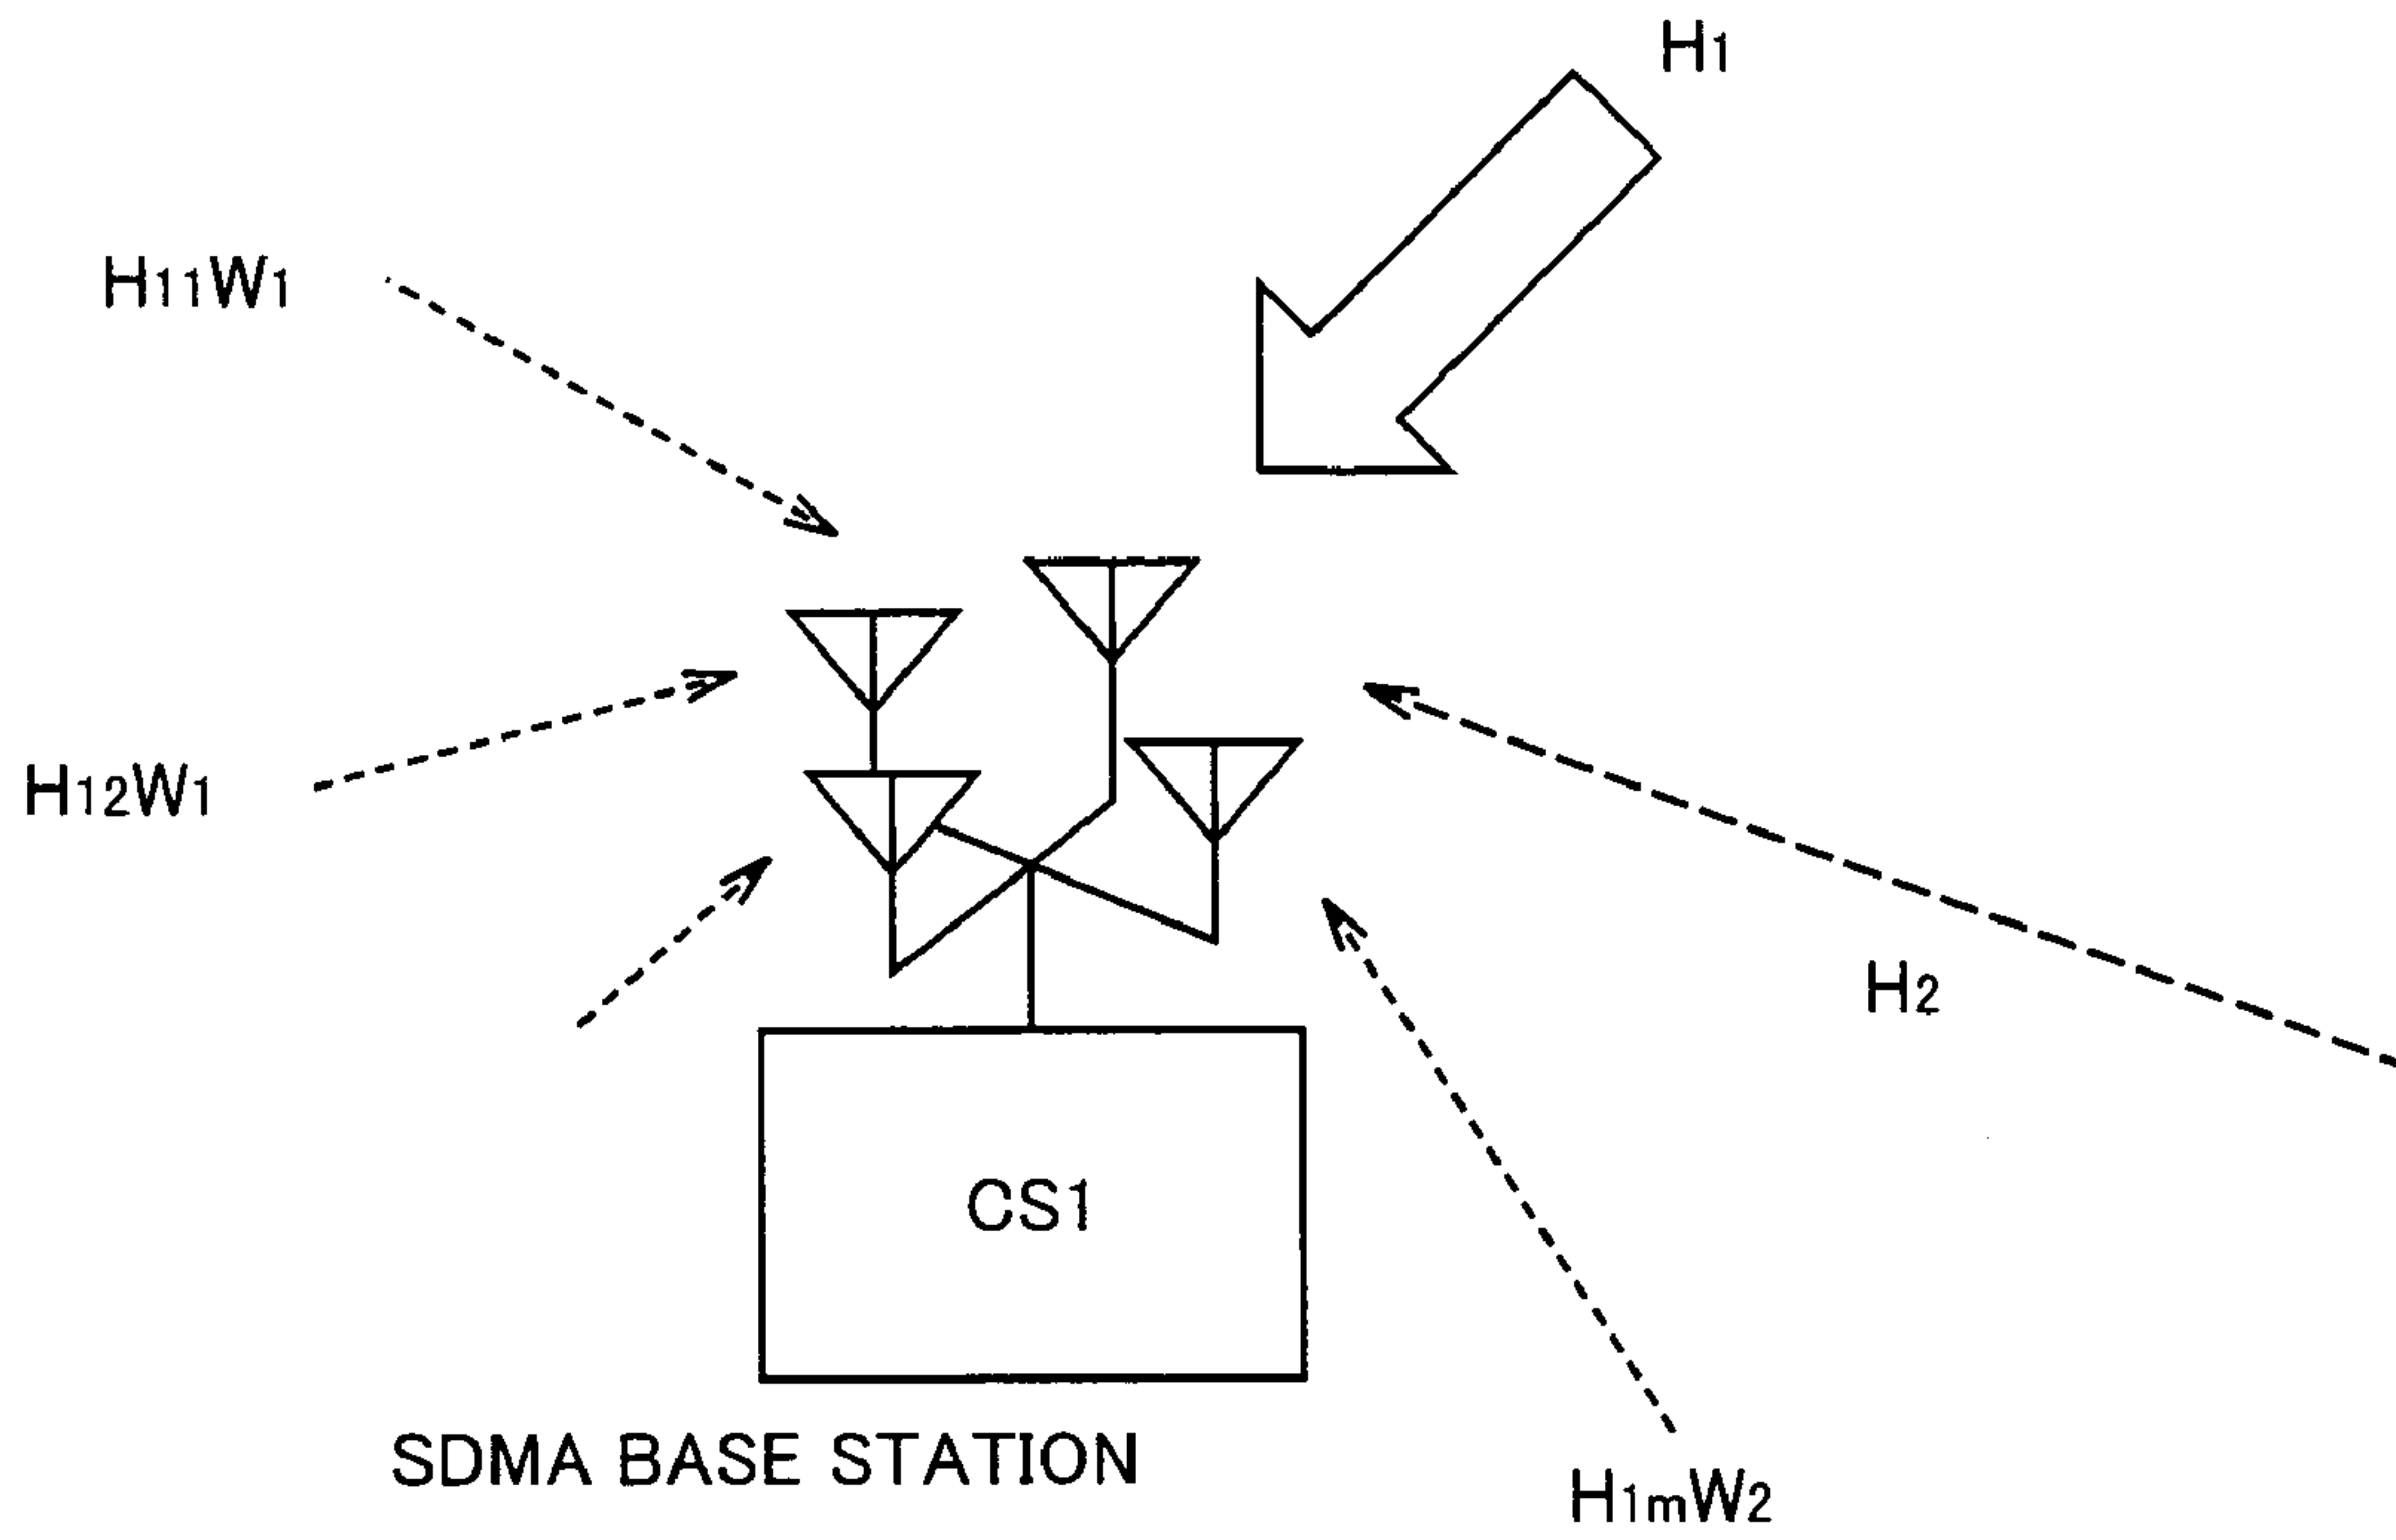 H1
H11W1
H12W1
H2
CS1
SDMA BASE STATION
H1mW2